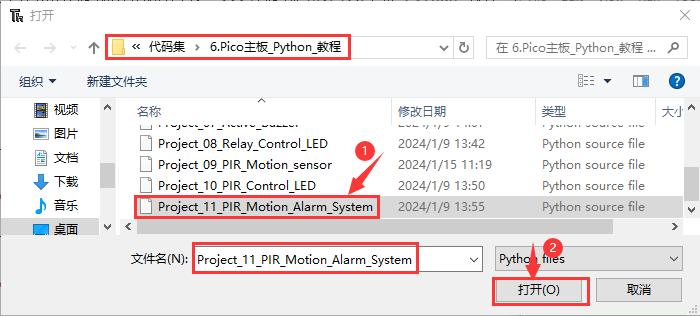 打开
« 代码集 › 6.Pico主板_Python_教程
在 6.Pico主板_Python_教程 ...
组织 新建文件夹
名称 修改日期 类型 大小
视频
图片
文档
下载
音乐
桌面
Project_07_Active_Buzzer
Project_08_Relay_Control_LED 2024/1/9 13:42 Python source file
Project_09_PIR_Motion_sensor 2024/1/15 11:19 Python source file
Project_10_PIR_Control_LED 2024/1/9 13:50 Python source file
Project_11_PIR_Motion_Alarm_System 2024/1/9 13:55 Python source file
1
文件名(N): Project_11_PIR_Motion_Alarm_System Python files
2
打开(O) 取消